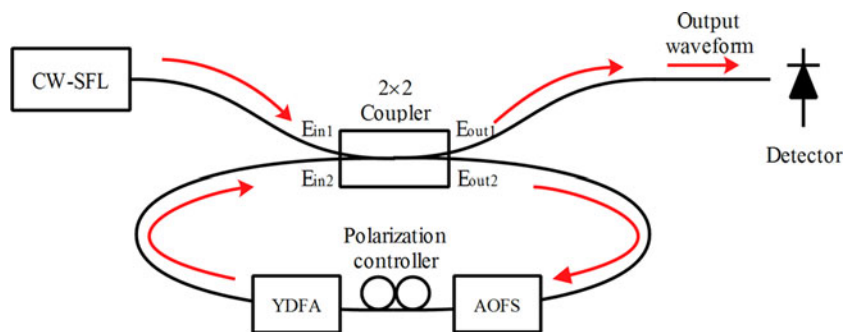 Output
waveform
CW-SFL
2×2
Coupler
Ein1
Eout1
Ein2
Eout2
Detector
Polarization
controller
YDFA
AOFS